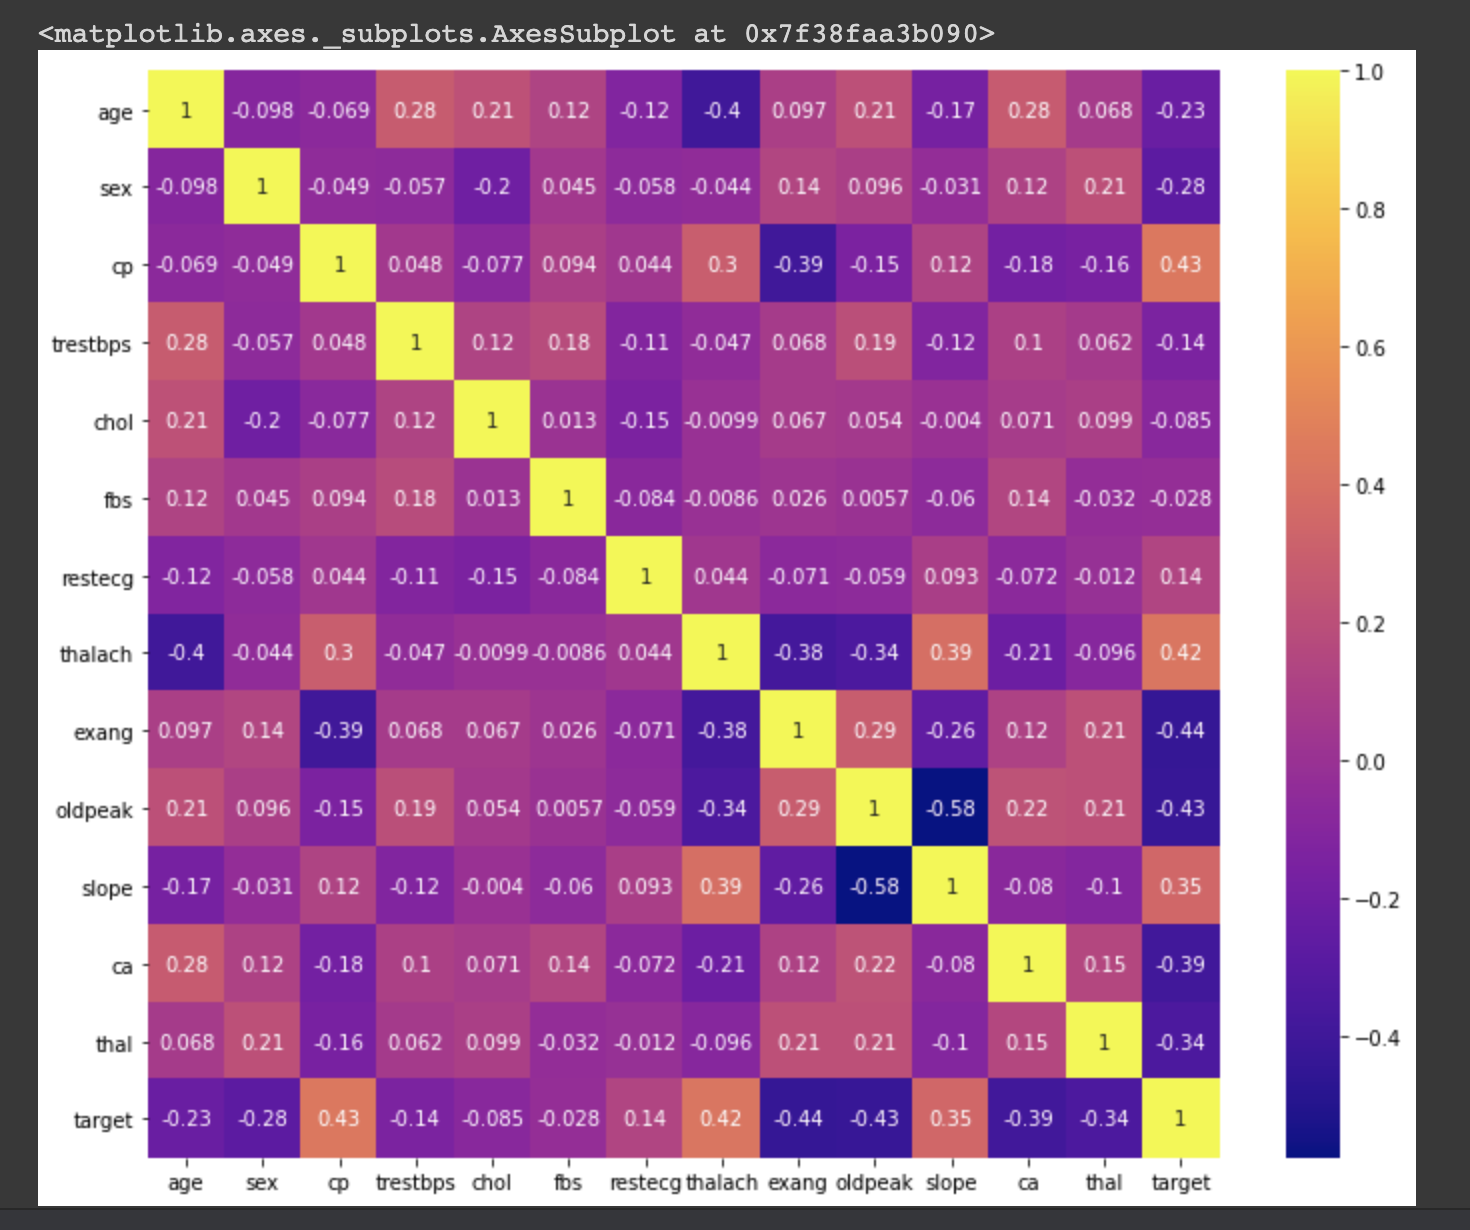 <matplotlib.axes._subplots.AxesSubplot at 0x7f38faa3b090>
age 1 -0.098 -0.069 0.28 0.21 0.12 -0.12 -0.4 0.097 0.21 -0.17 0.28 0.068 -0.23
sex -0.098 1 -0.049 -0.057 -0.2 0.045 -0.058 -0.044 0.14 0.096 -0.031 0.12 0.21 -0.28
cp -0.069 -0.049 1 0.048 -0.077 0.094 0.044 0.3 -0.39 -0.15 0.12 -0.18 -0.16 0.43
trestbps 0.28 -0.057 0.048 1 0.12 0.18 -0.11 -0.047 0.068 0.19 -0.12 0.1 0.062 -0.14
chol 0.21 -0.2 -0.077 0.12 1 0.013 -0.15 -0.0099 0.067 0.054 -0.004 0.071 0.099 -0.085
fbs 0.12 0.045 0.094 0.18 0.013 1 -0.084 -0.0086 0.026 0.0057 -0.06 0.14 -0.032 -0.028
restecg -0.12 -0.058 0.044 -0.11 -0.15 -0.084 1 0.044 -0.071 -0.059 0.093 -0.072 -0.012 0.14
thalach -0.4 -0.044 0.3 -0.047 -0.0099 -0.0086 0.044 1 -0.38 -0.34 0.39 -0.21 -0.096 0.42
exang 0.097 0.14 -0.39 0.068 0.067 0.026 -0.071 -0.38 1 0.29 -0.26 0.12 0.21 -0.44
oldpeak 0.21 0.096 -0.15 0.19 0.054 0.0057 -0.059 -0.34 0.29 1 -0.58 0.22 0.21 -0.43
slope -0.17 -0.031 0.12 -0.12 -0.004 -0.06 0.093 0.39 -0.26 -0.58 1 -0.08 -0.1 0.35
ca 0.28 0.12 -0.18 0.1 0.071 0.14 -0.072 -0.21 0.12 0.22 -0.08 1 0.15 -0.39
thal 0.068 0.21 -0.16 0.062 0.099 -0.032 -0.012 -0.096 0.21 0.21 -0.1 0.15 1 -0.34
target -0.23 -0.28 0.43 -0.14 -0.085 -0.028 0.14 0.42 -0.44 -0.43 0.35 -0.39 -0.34 1
age sex cp trestbps chol fbs restecg thalach exang oldpeak slope ca thal target
1.0
0.8
0.6
0.4
0.2
0.0
−0.2
−0.4